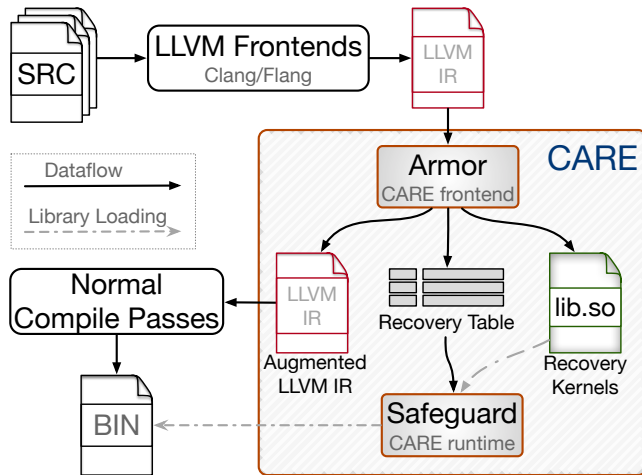 SRC
LLVM Frontends
Clang/Flang
LLVM
IR
CARE
Armor
CARE frontend
Dataflow
Library Loading
LLVM
IR
Augmented
LLVM IR
Recovery Table
lib.so
Recovery
Kernels
Normal
Compile Passes
BIN
Safeguard
CARE runtime